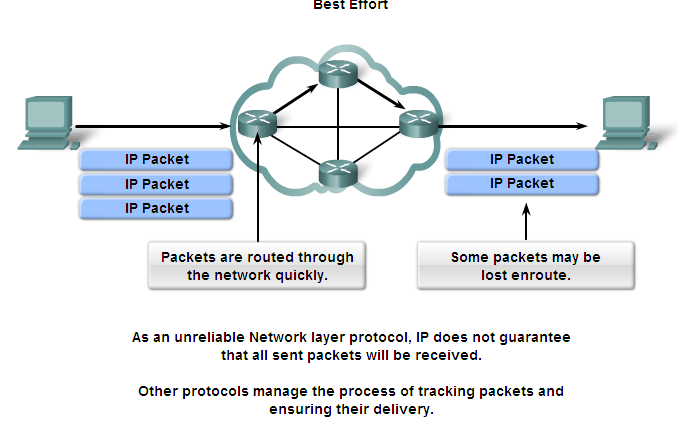 Best Effort
IP Packet
IP Packet
IP Packet
IP Packet
IP Packet
Packets are routed through
the network quickly.
Some packets may be
lost enroute.
As an unreliable Network layer protocol, IP does not guarantee
that all sent packets will be received.
Other protocols manage the process of tracking packets and
ensuring their delivery.